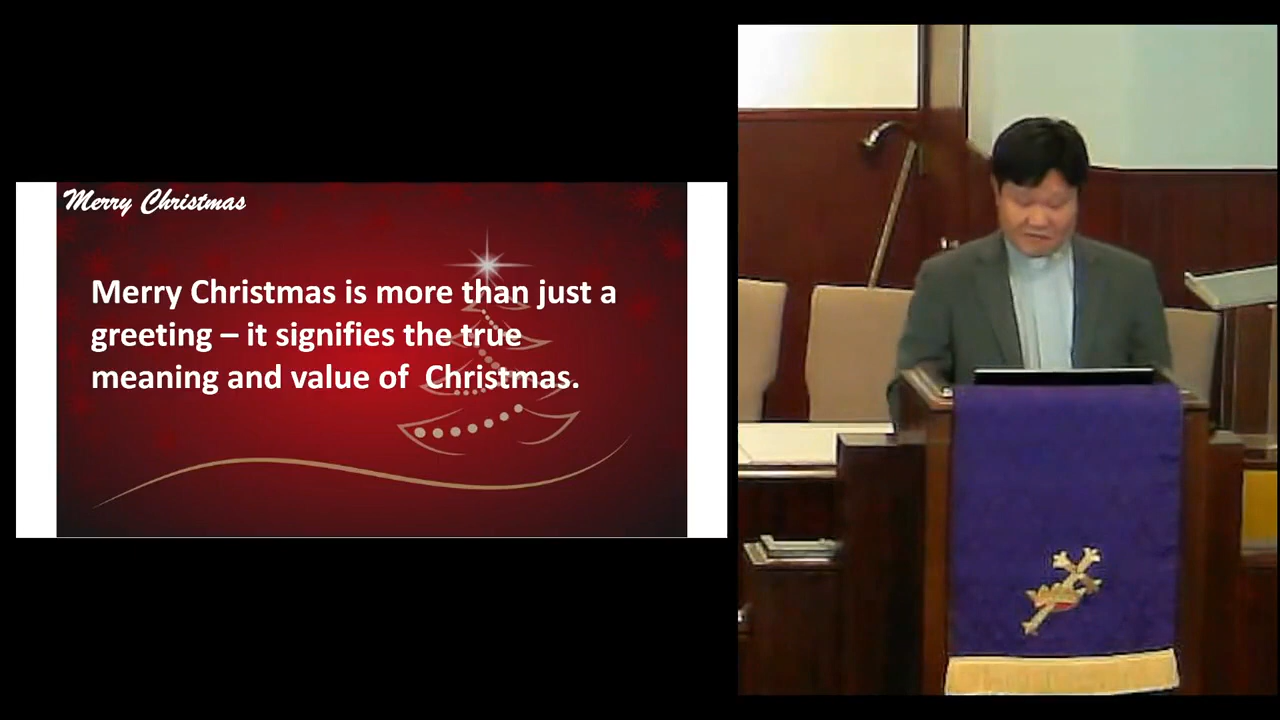 Merry Christmas
Merry Christmas is more than just a
greeting – it signifies the true
meaning and value of  Christmas.